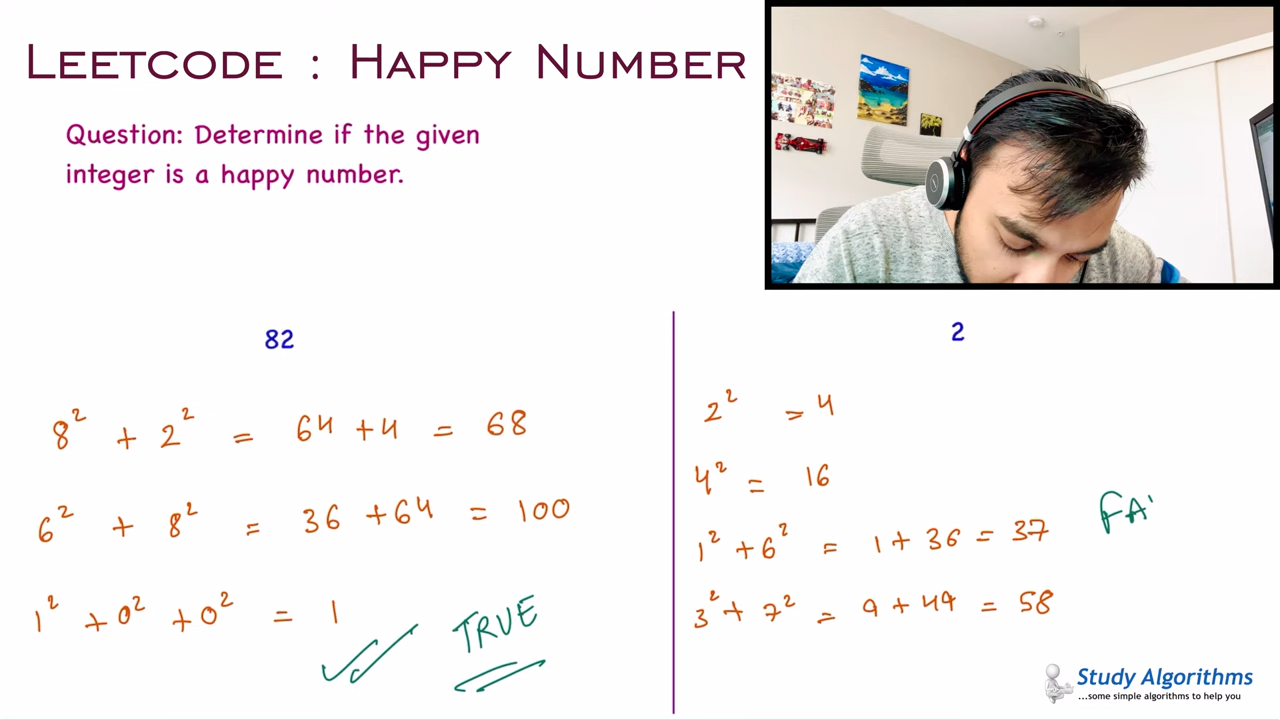 LEETCODE : HAPPY NUMBER
Question: Determine if the given
integer is a happy number.
82
8² + 2² = 64 + 4 = 68
6² + 8² = 36 + 64 = 100
1² + 0² + 0² = 1
TRUE
2
2² = 4
4² = 16
1² + 6² = 1 + 36 = 37
3² + 7² = 9 + 49 = 58
FA
Study Algorithms
...some simple algorithms to help you